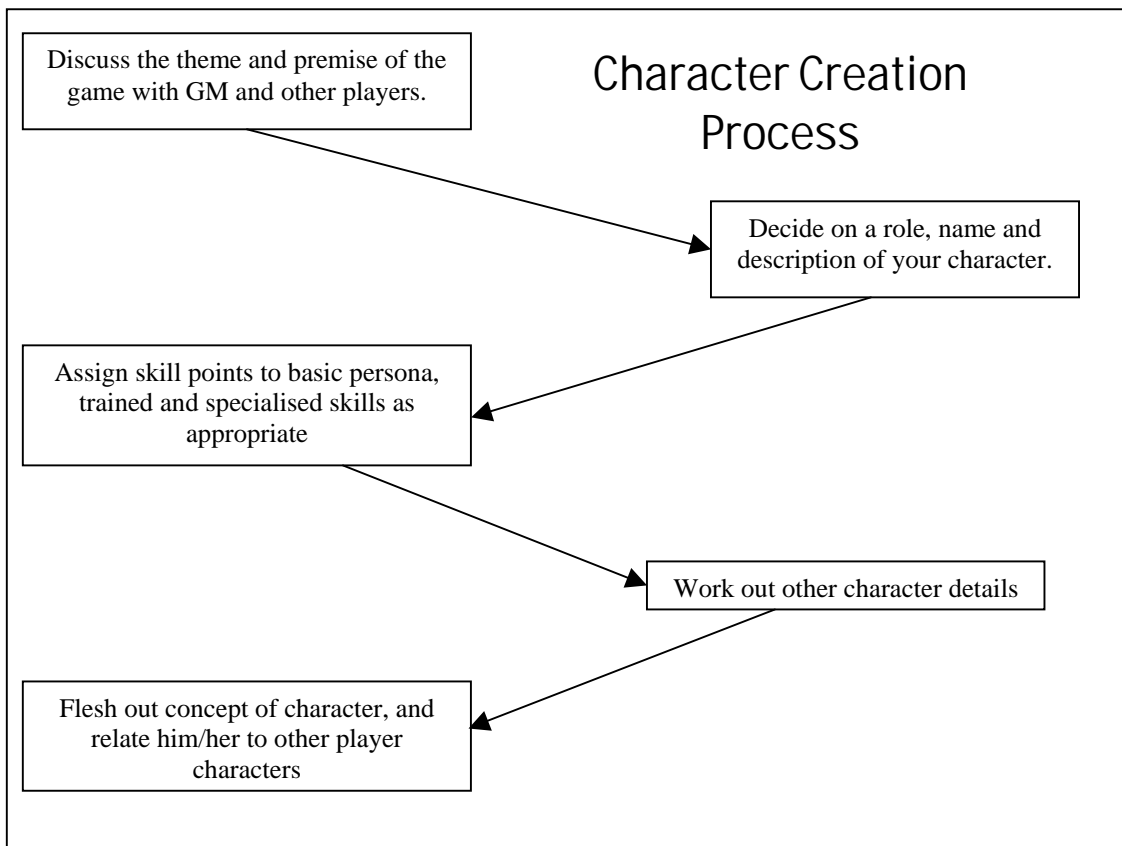 Discuss the theme and premise of the
game with GM and other players.
Character Creation
Process
Decide on a role, name and
description of your character.
Assign skill points to basic persona,
trained and specialised skills as
appropriate
Work out other character details
Flesh out concept of character, and
relate him/her to other player
characters